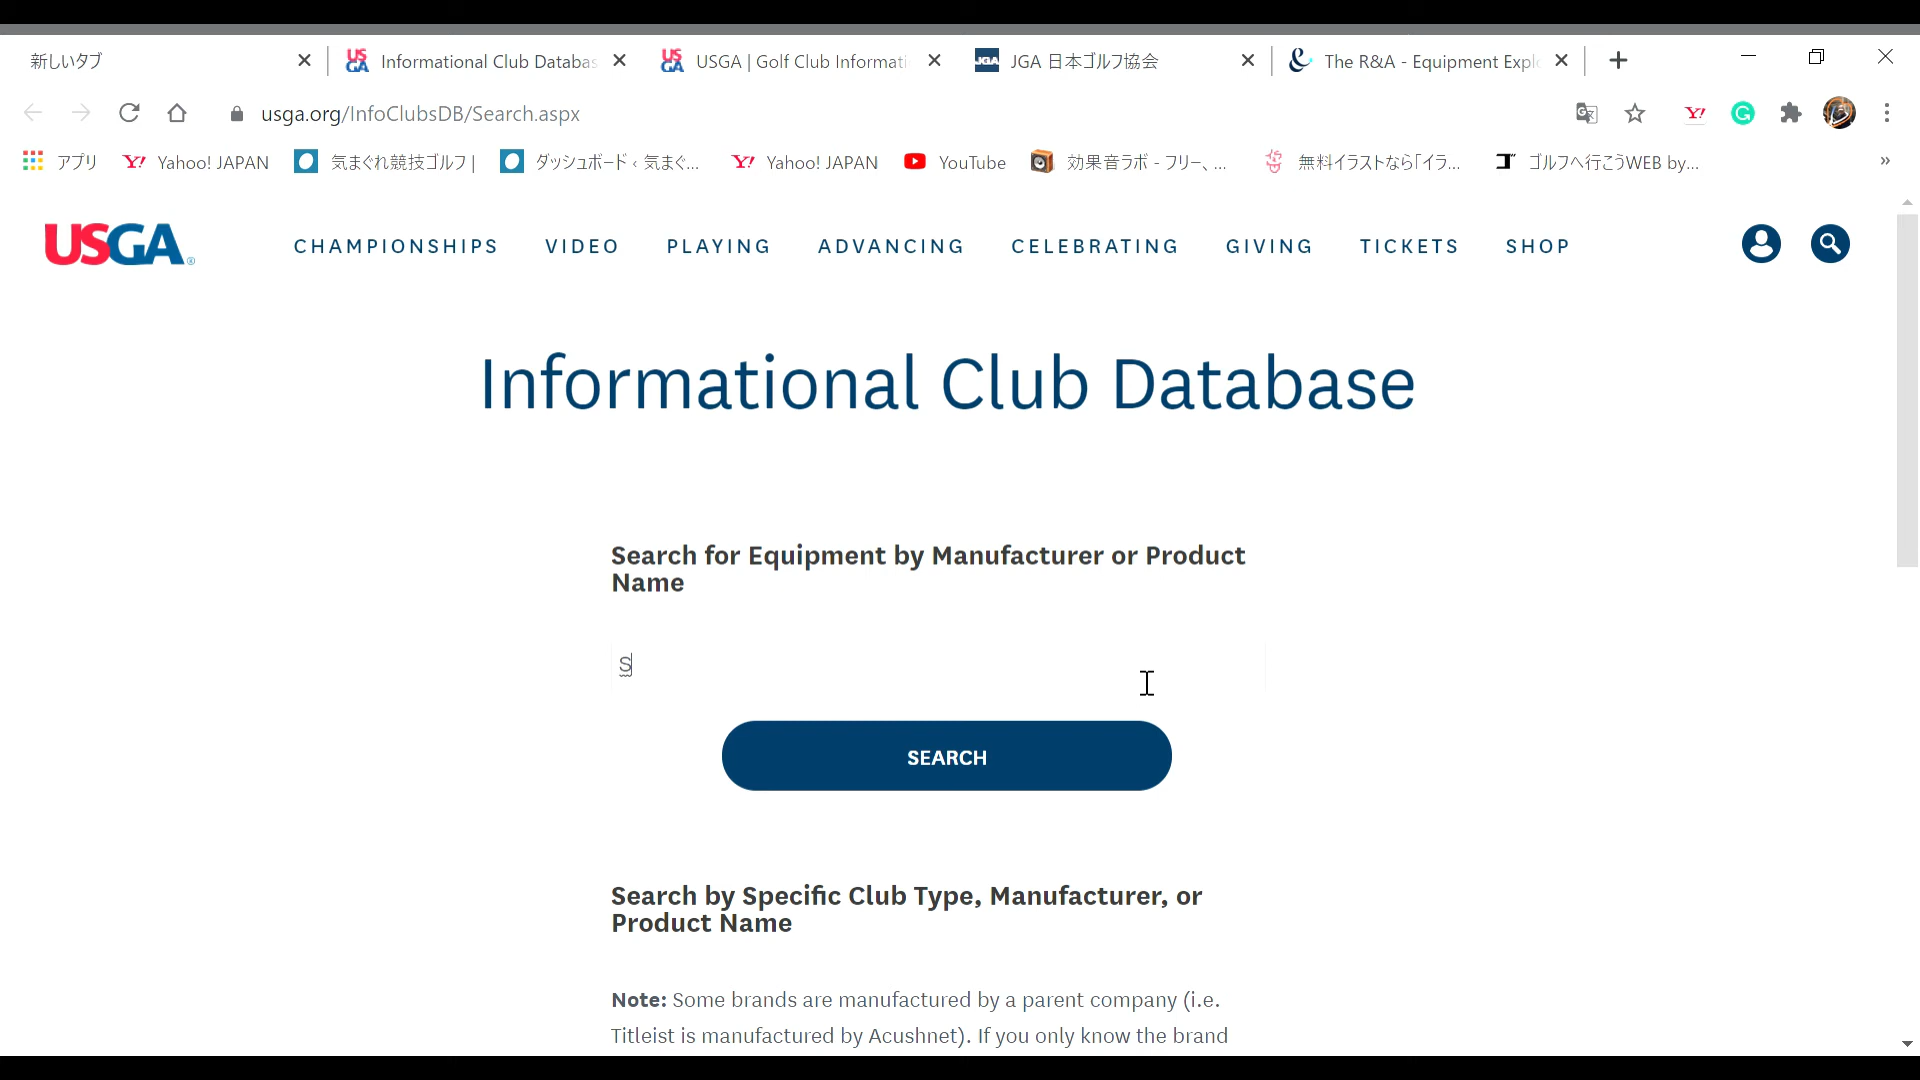 新しいタブ
Informational Club Databas
USGA | Golf Club Informati
JGA 日本ゴルフ協会
The R&A - Equipment Explo
usga.org/InfoClubsDB/Search.aspx
アプリ
Yahoo! JAPAN
気まぐれ競技ゴルフ |
ダッシュボード ‹ 気まぐ...
Yahoo! JAPAN
YouTube
効果音ラボ - フリー、...
無料イラストなら「イラ...
ゴルフへ行こうWEB by...
USGA
CHAMPIONSHIPS
VIDEO
PLAYING
ADVANCING
CELEBRATING
GIVING
TICKETS
SHOP
Informational Club Database
Search for Equipment by Manufacturer or Product
Name
S
SEARCH
Search by Specific Club Type, Manufacturer, or
Product Name
Note: Some brands are manufactured by a parent company (i.e.
Titleist is manufactured by Acushnet). If you only know the brand